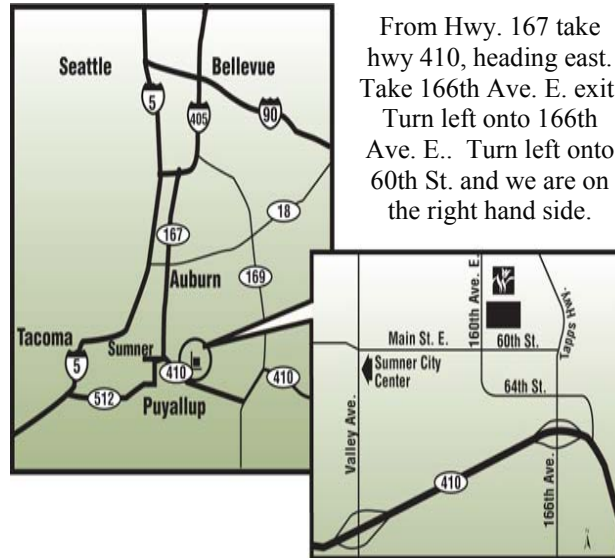 From Hwy. 167 take
hwy 410, heading east.
Take 166th Ave. E. exit
Turn left onto 166th
Ave. E.. Turn left onto
60th St. and we are on
the right hand side.
Seattle
Bellevue
5
405
90
18
167
Auburn
169
Tacoma
Sumner
5
410
410
512
Puyallup
160th Ave. E.
Tapps Hwy.
Main St. E.
60th St.
Sumner City
Center
64th St.
Valley Ave.
410
166th Ave.
N